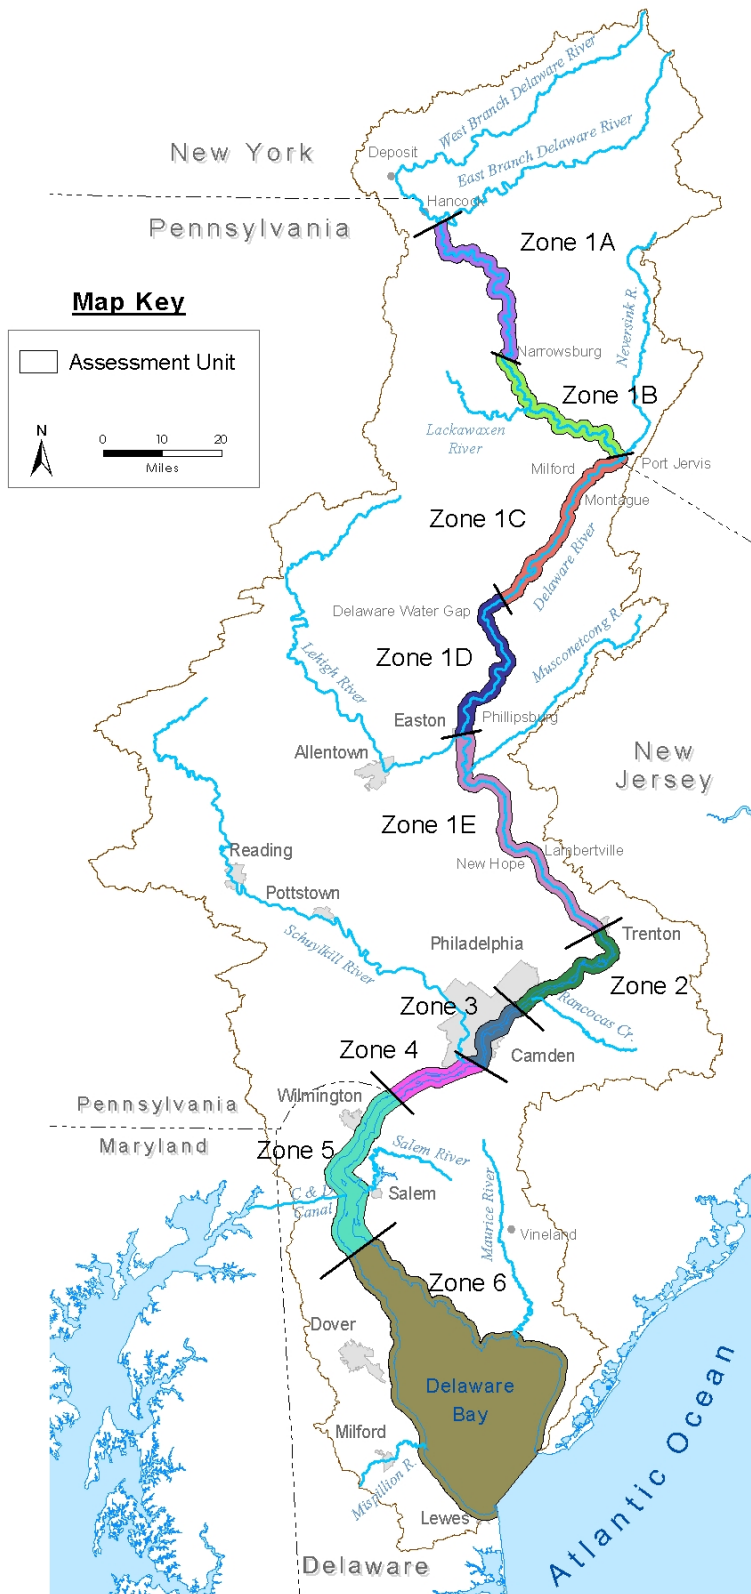 West Branch Delaware River
New York
Deposit
East Branch Delaware River
Hancock
Pennsylvania
Zone 1A
Map Key
Neversink R.
Assessment Unit
Narrowsburg
Zone 1B
N
0 10 20
Miles
Lackawaxen
River
Milford
Port Jervis
Montague
Zone 1C
Delaware River
Delaware Water Gap
Musconetcong R.
Lehigh River
Zone 1D
Easton
Phillipsburg
Allentown
New
Jersey
Zone 1E
Reading
Lambertville
New Hope
Pottstown
Schuylkill River
Philadelphia
Trenton
Zone 2
Zone 3
Rancocas Cr.
Zone 4
Camden
Wilmington
Pennsylvania
Maryland
Zone 5
Salem River
C & D
Canal
Salem
Maurice River
Vineland
Zone 6
Dover
Delaware
Bay
Milford
Mispillion R.
Lewes
Atlantic Ocean
Delaware